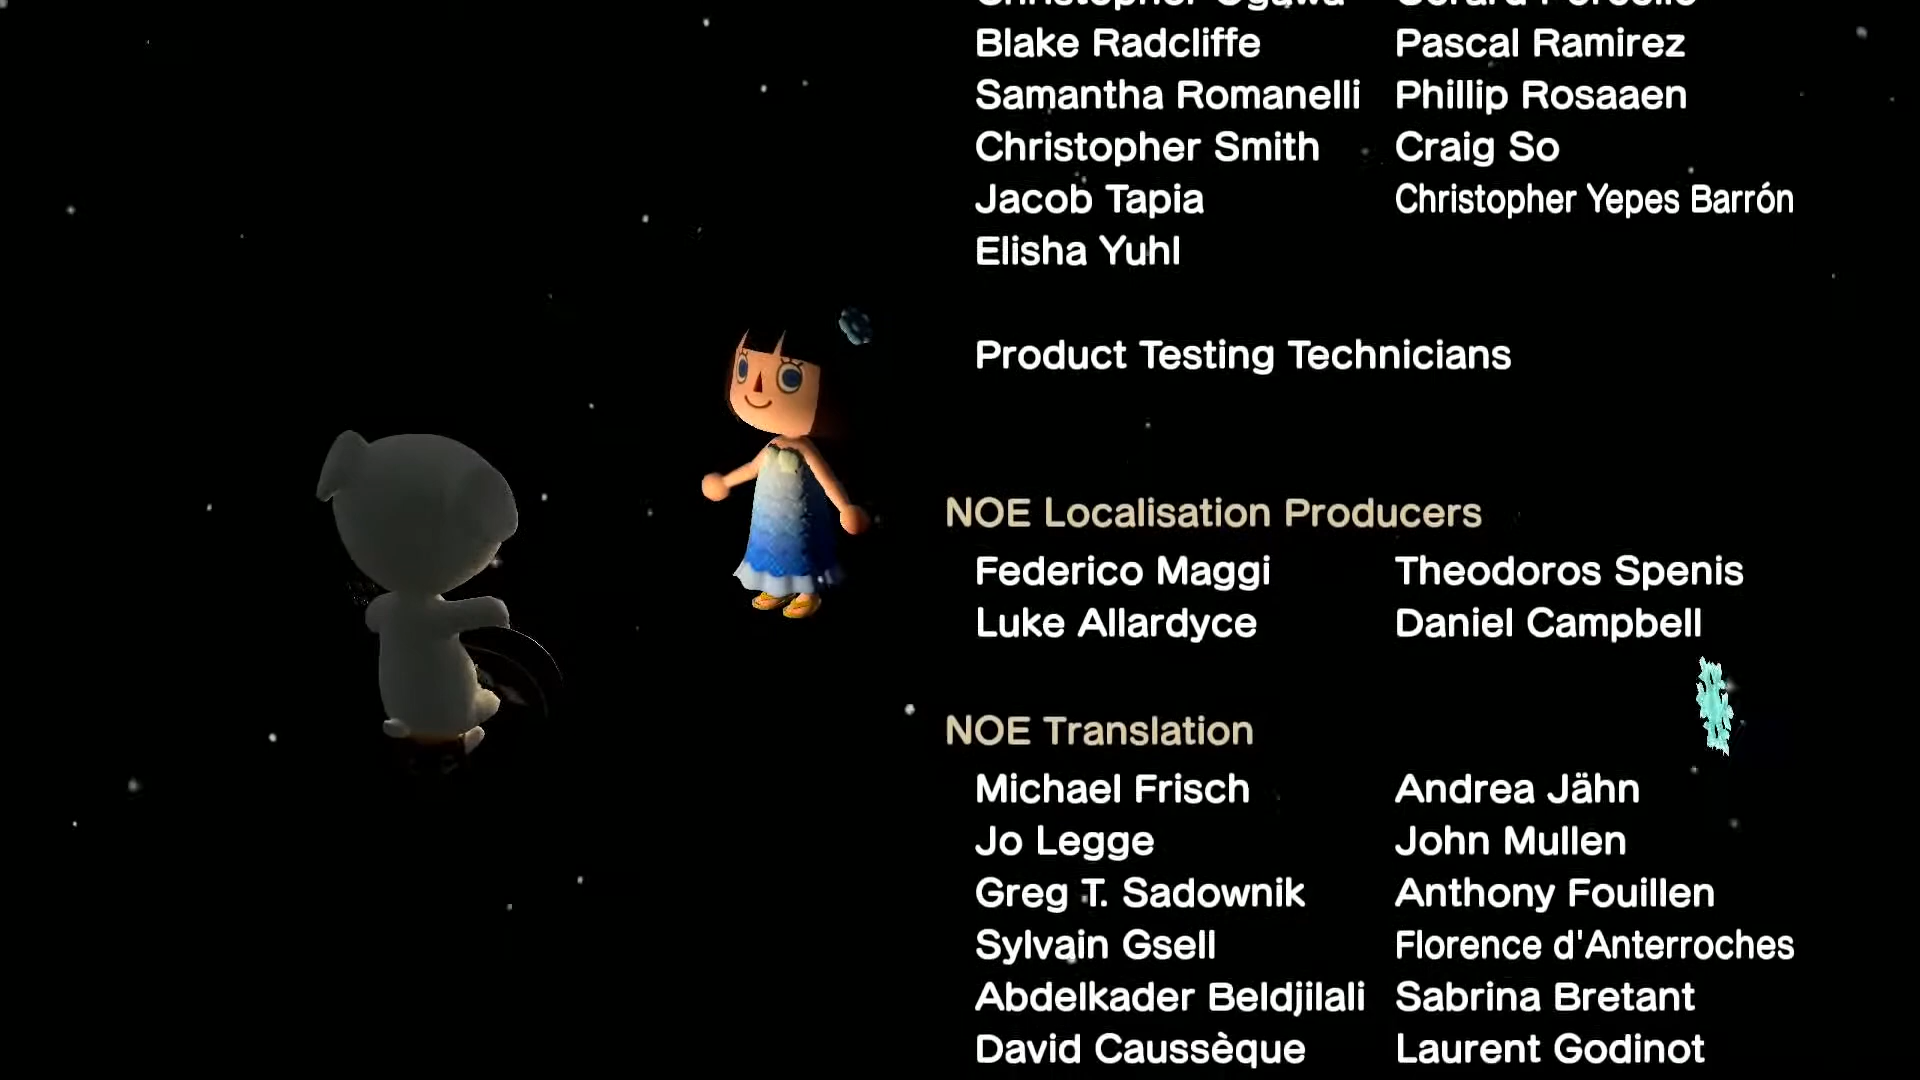 Blake Radcliffe Pascal Ramirez
Samantha Romanelli Phillip Rosaaen
Christopher Smith Craig So
Jacob Tapia Christopher Yepes Barrón
Elisha Yuhl
Product Testing Technicians
NOE Localisation Producers
Federico Maggi Theodoros Spenis
Luke Allardyce Daniel Campbell
NOE Translation
Michael Frisch Andrea Jähn
Jo Legge John Mullen
Greg T. Sadownik Anthony Fouillen
Sylvain Gsell Florence d'Anterroches
Abdelkader Beldjilali Sabrina Bretant
David Caussèque Laurent Godinot